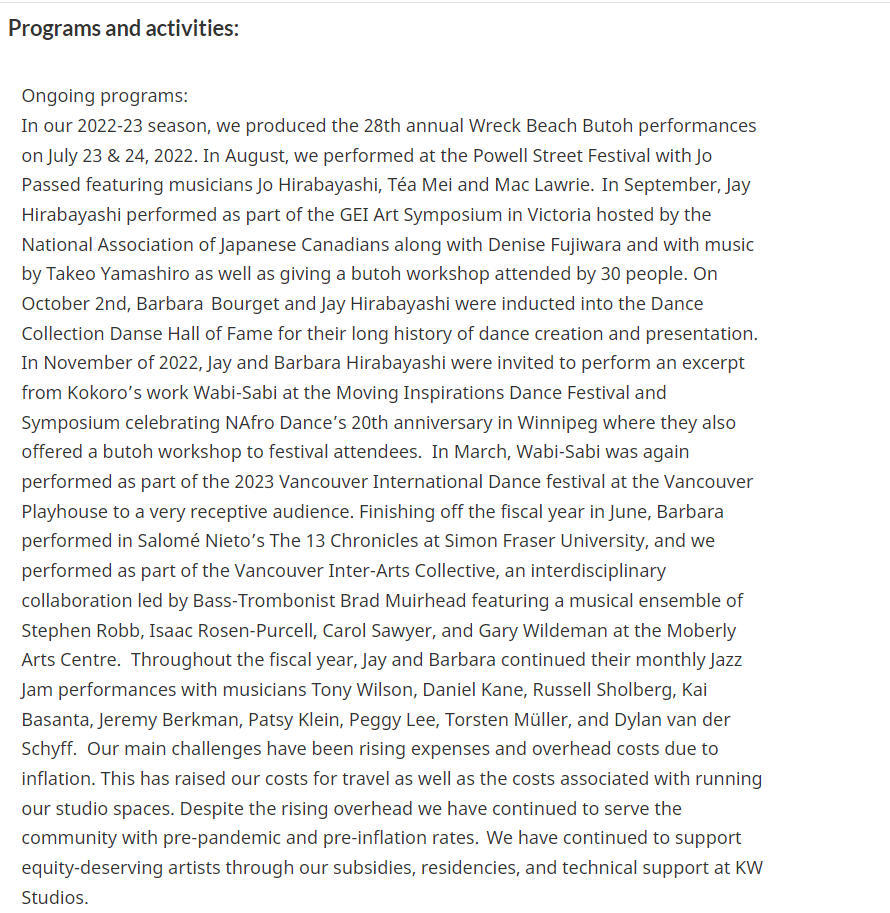 Programs and activities:
Ongoing programs:
In our 2022-23 season, we produced the 28th annual Wreck Beach Butoh performances
on July 23 & 24, 2022. In August, we performed at the Powell Street Festival with Jo
Passed featuring musicians Jo Hirabayashi, Téa Mei and Mac Lawrie. In September, Jay
Hirabayashi performed as part of the GEI Art Symposium in Victoria hosted by the
National Association of Japanese Canadians along with Denise Fujiwara and with music
by Takeo Yamashiro as well as giving a butoh workshop attended by 30 people. On
October 2nd, Barbara Bourget and Jay Hirabayashi were inducted into the Dance
Collection Danse Hall of Fame for their long history of dance creation and presentation.
In November of 2022, Jay and Barbara Hirabayashi were invited to perform an excerpt
from Kokoro’s work Wabi-Sabi at the Moving Inspirations Dance Festival and
Symposium celebrating NAfro Dance’s 20th anniversary in Winnipeg where they also
offered a butoh workshop to festival attendees. In March, Wabi-Sabi was again
performed as part of the 2023 Vancouver International Dance festival at the Vancouver
Playhouse to a very receptive audience. Finishing off the fiscal year in June, Barbara
performed in Salomé Nieto’s The 13 Chronicles at Simon Fraser University, and we
performed as part of the Vancouver Inter-Arts Collective, an interdisciplinary
collaboration led by Bass-Trombonist Brad Muirhead featuring a musical ensemble of
Stephen Robb, Isaac Rosen-Purcell, Carol Sawyer, and Gary Wildeman at the Moberly
Arts Centre. Throughout the fiscal year, Jay and Barbara continued their monthly Jazz
Jam performances with musicians Tony Wilson, Daniel Kane, Russell Sholberg, Kai
Basanta, Jeremy Berkman, Patsy Klein, Peggy Lee, Torsten Müller, and Dylan van der
Schyff. Our main challenges have been rising expenses and overhead costs due to
inflation. This has raised our costs for travel as well as the costs associated with running
our studio spaces. Despite the rising overhead we have continued to serve the
community with pre-pandemic and pre-inflation rates. We have continued to support
equity-deserving artists through our subsidies, residencies, and technical support at KW
Studios.